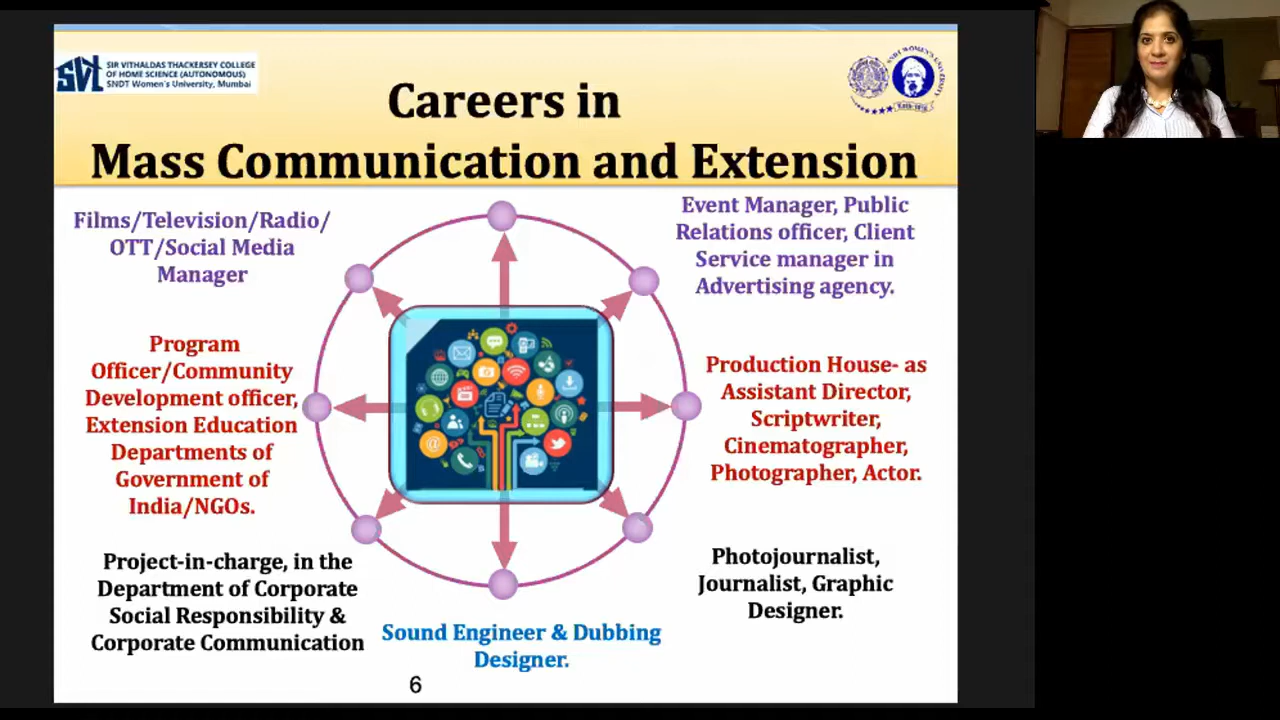 SVT
SIR VITHALDAS THACKERSEY COLLEGE
OF HOME SCIENCE (AUTONOMOUS)
SNDT Women's University, Mumbai
SNDT WOMEN'S UNIVERSITY
Careers in
Mass Communication and Extension
Films/Television/Radio/
OTT/Social Media
Manager
Event Manager, Public
Relations officer, Client
Service manager in
Advertising agency.
Program
Officer/Community
Development officer,
Extension Education
Departments of
Government of
India/NGOs.
Production House- as
Assistant Director,
Scriptwriter,
Cinematographer,
Photographer, Actor.
Project-in-charge, in the
Department of Corporate
Social Responsibility &
Corporate Communication
Photojournalist,
Journalist, Graphic
Designer.
Sound Engineer & Dubbing
Designer.
6